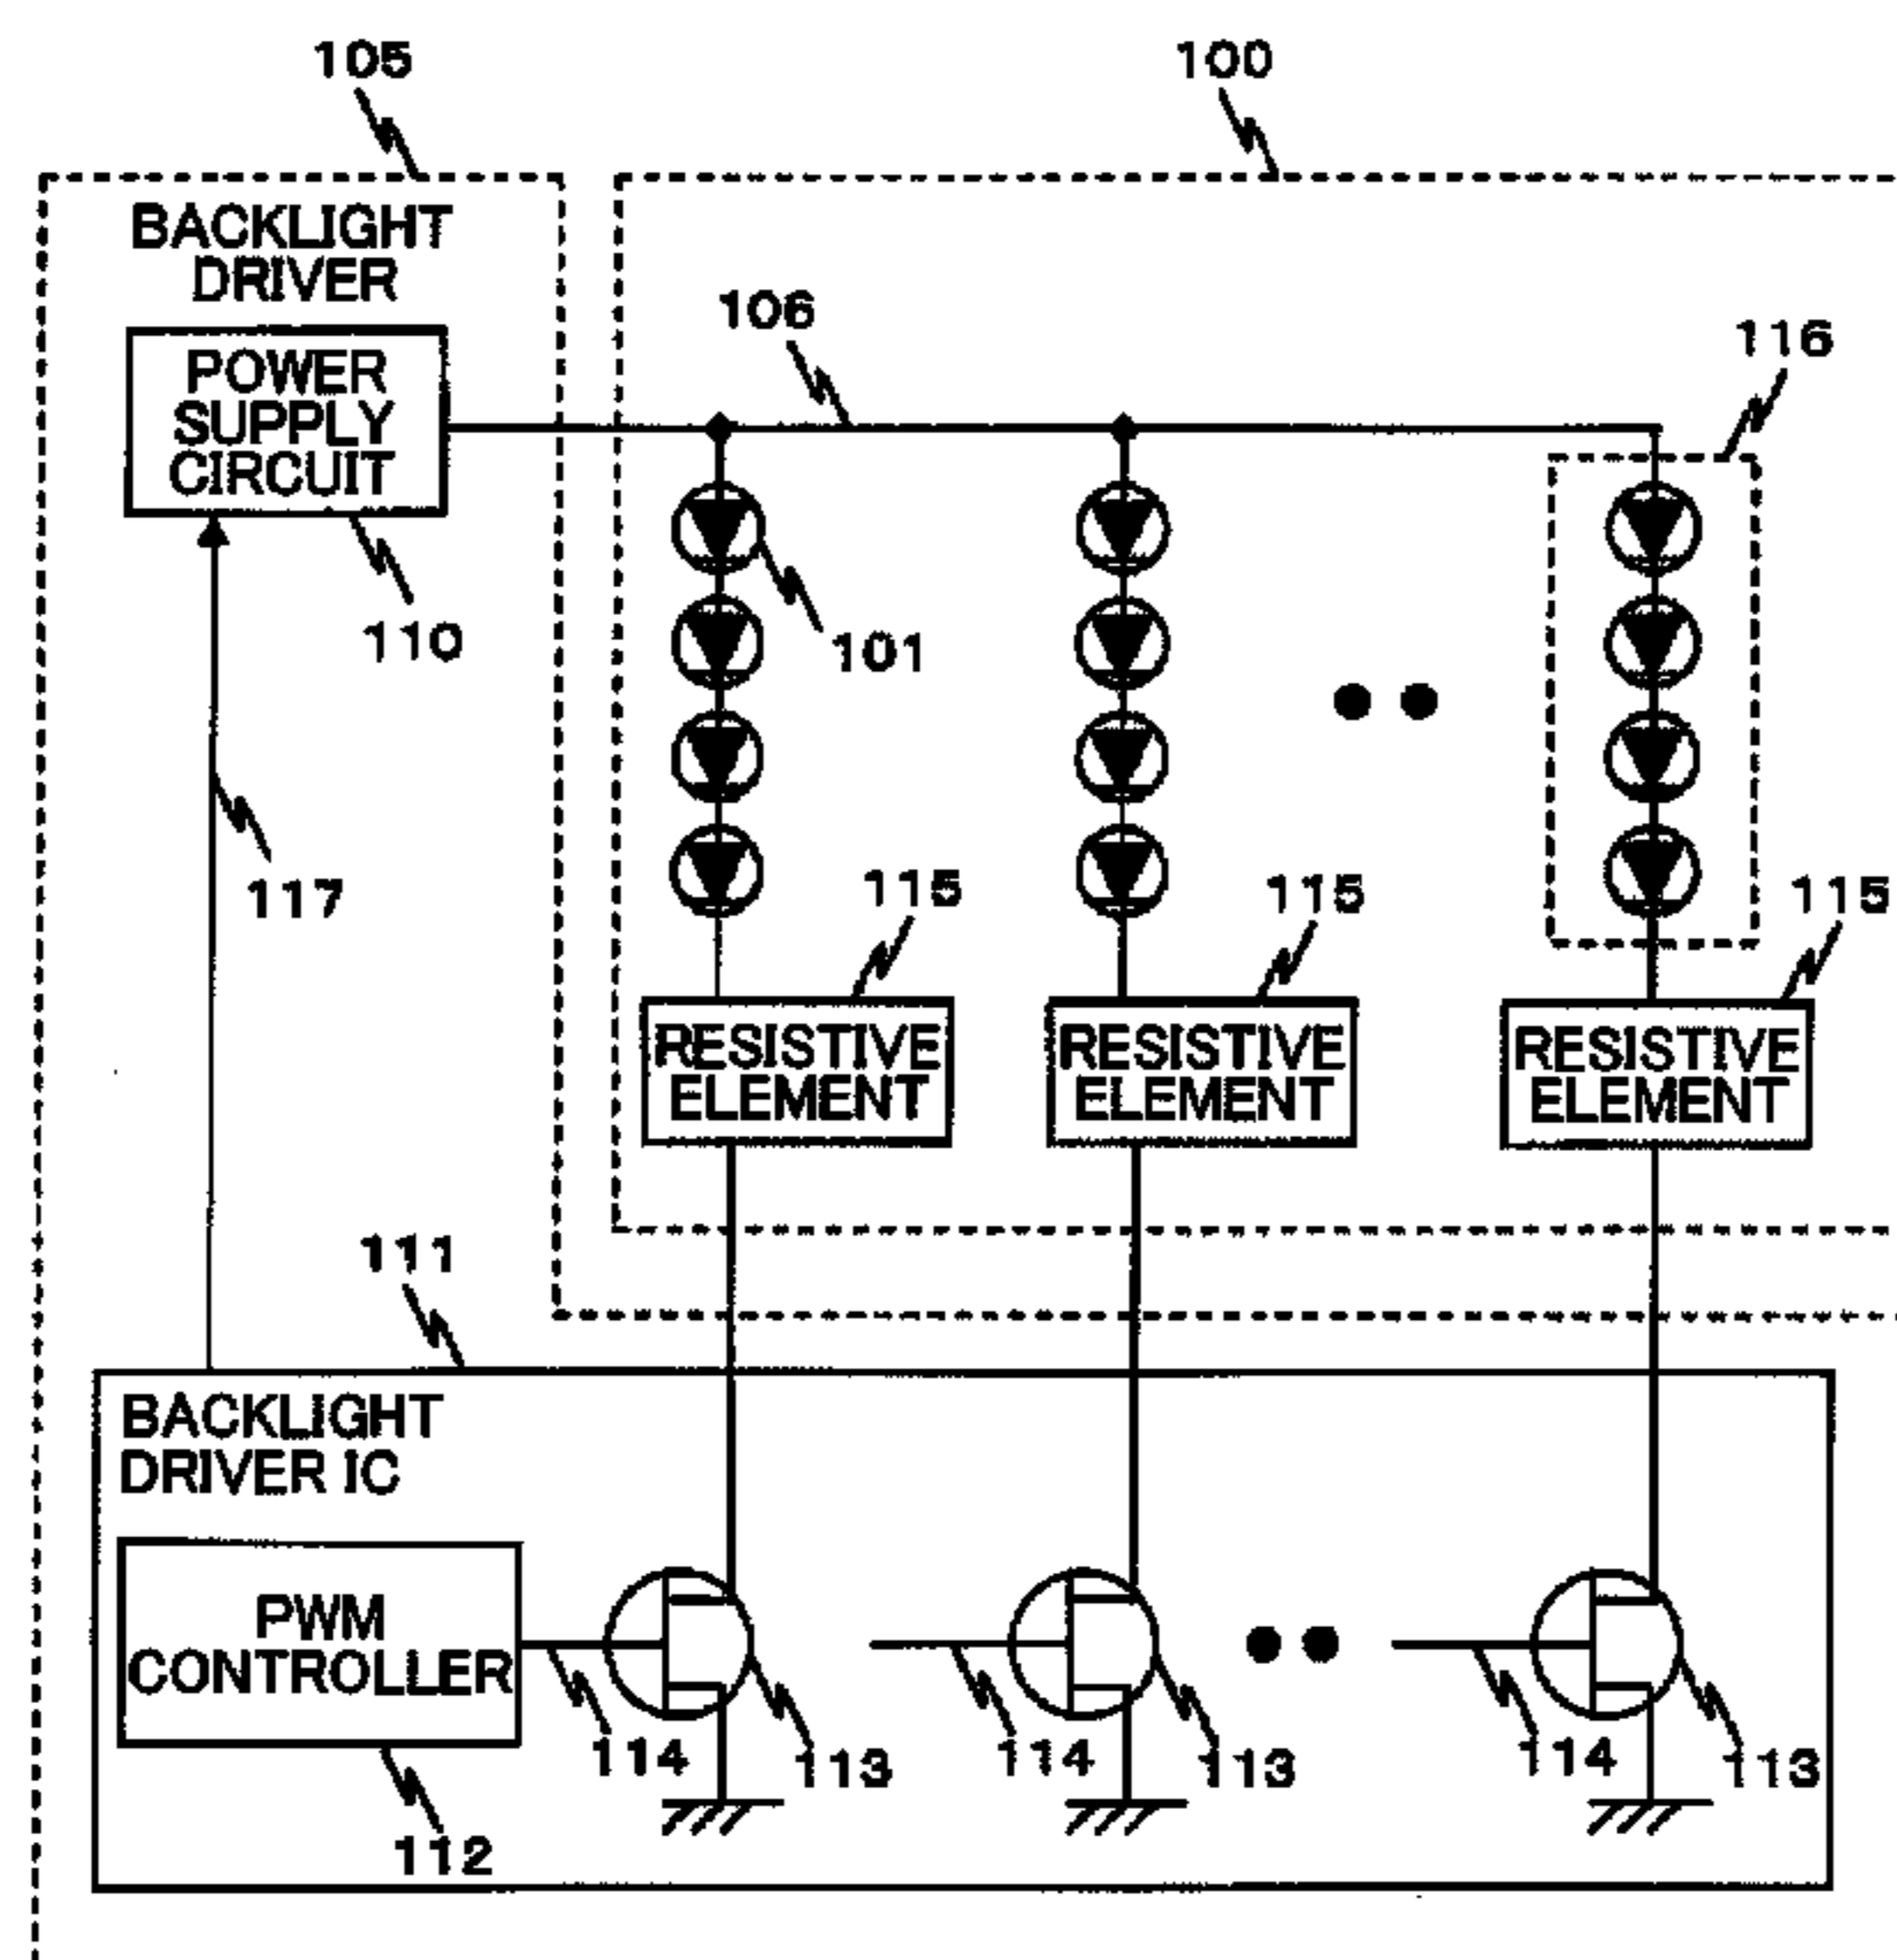 105
100
BACKLIGHT
DRIVER
106
116
POWER
SUPPLY
CIRCUIT
110
101
117
115
115
115
RESISTIVE
ELEMENT
RESISTIVE
ELEMENT
RESISTIVE
ELEMENT
111
BACKLIGHT
DRIVER IC
PWM
CONTROLLER
114
113
114
113
114
113
112